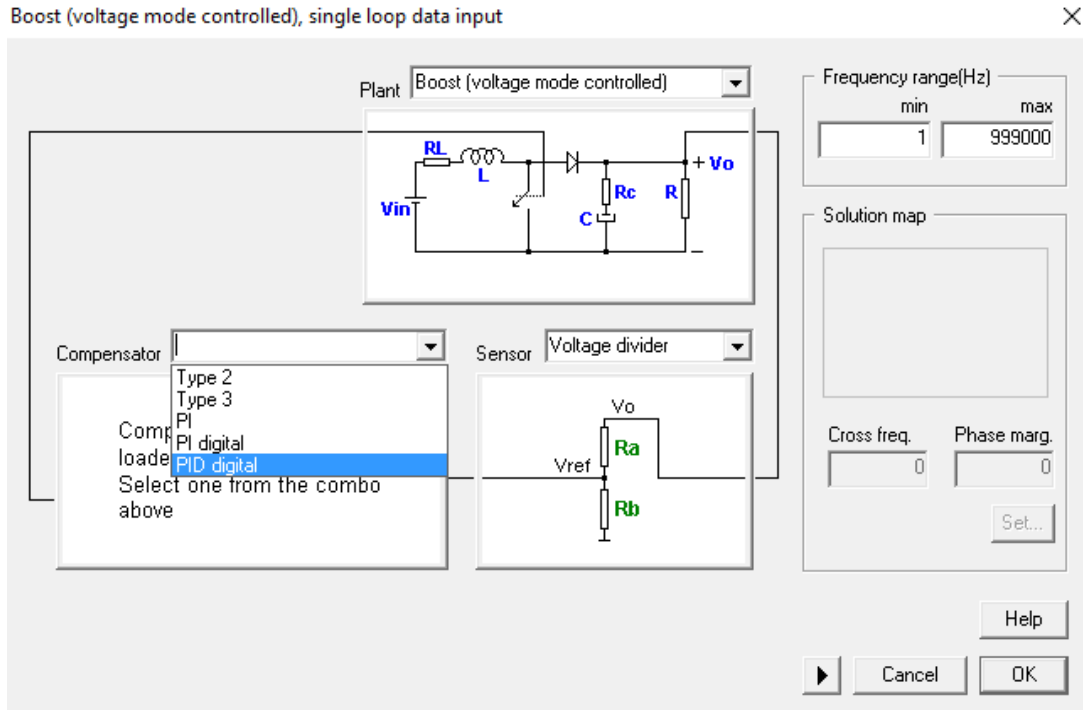 Boost (voltage mode controlled), single loop data input
Plant Boost (voltage mode controlled)
RL
L
Vin
Rc
C
R
+ Vo
-
Frequency range(Hz)
min max
1 999000
Solution map
Cross freq. Phase marg.
0 0
Set...
Compensator
Type 2
Type 3
PI
PI digital
PID digital
Comp
loade
Select one from the combo
above
Sensor Voltage divider
Vo
Ra
Vref
Rb
Help
Cancel OK